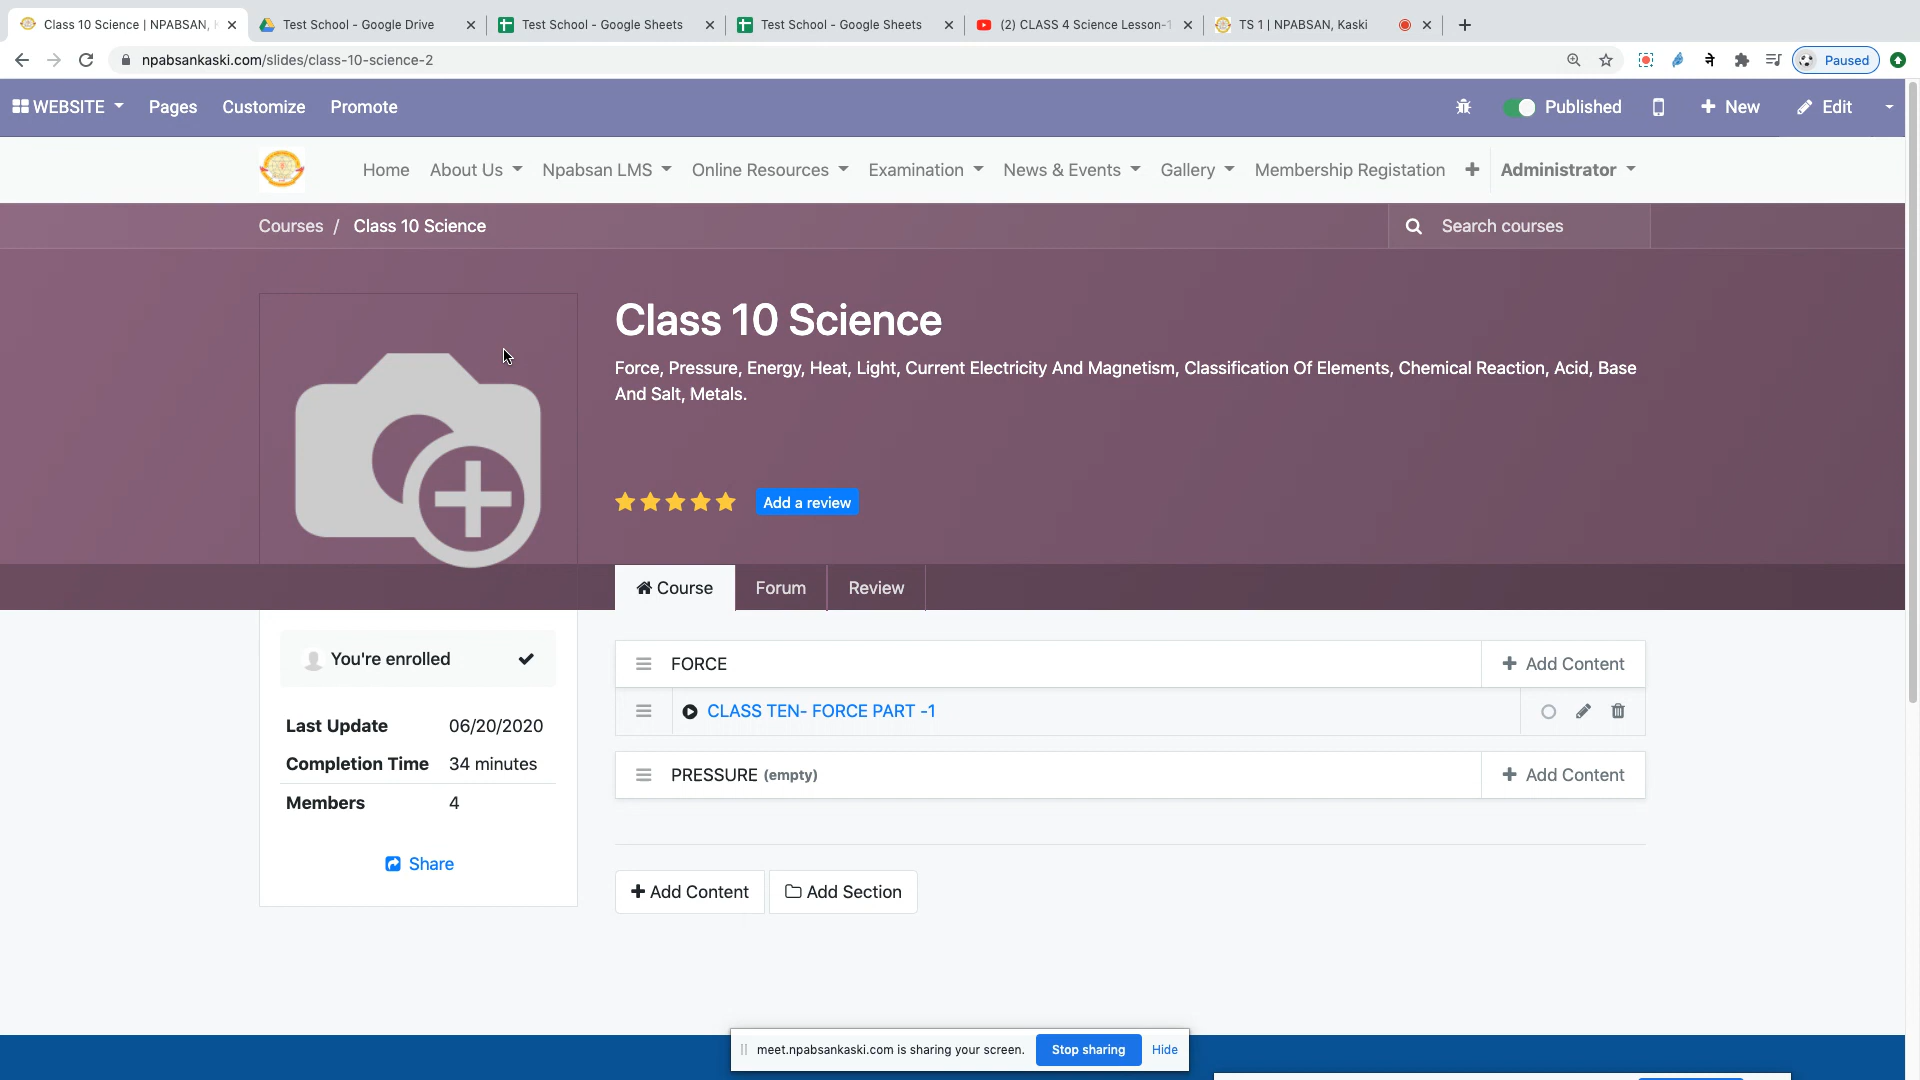 Class 10 Science | NPABSAN, K
Test School - Google Drive
Test School - Google Sheets
Test School - Google Sheets
(2) CLASS 4 Science Lesson-1
TS 1 | NPABSAN, Kaski
npabsankaski.com/slides/class-10-science-2
ने
Paused
WEBSITE
Pages
Customize
Promote
Published
New
Edit
Home
About Us
Npabsan LMS
Online Resources
Examination
News & Events
Gallery
Membership Registation
Administrator
Courses / Class 10 Science
Search courses
Class 10 Science
Force, Pressure, Energy, Heat, Light, Current Electricity And Magnetism, Classification Of Elements, Chemical Reaction, Acid, Base
And Salt, Metals.
Add a review
Course
Forum
Review
You're enrolled
Last Update 06/20/2020
Completion Time 34 minutes
Members 4
Share
FORCE
Add Content
CLASS TEN- FORCE PART -1
PRESSURE (empty)
Add Content
Add Content
Add Section
meet.npabsankaski.com is sharing your screen.
Stop sharing
Hide